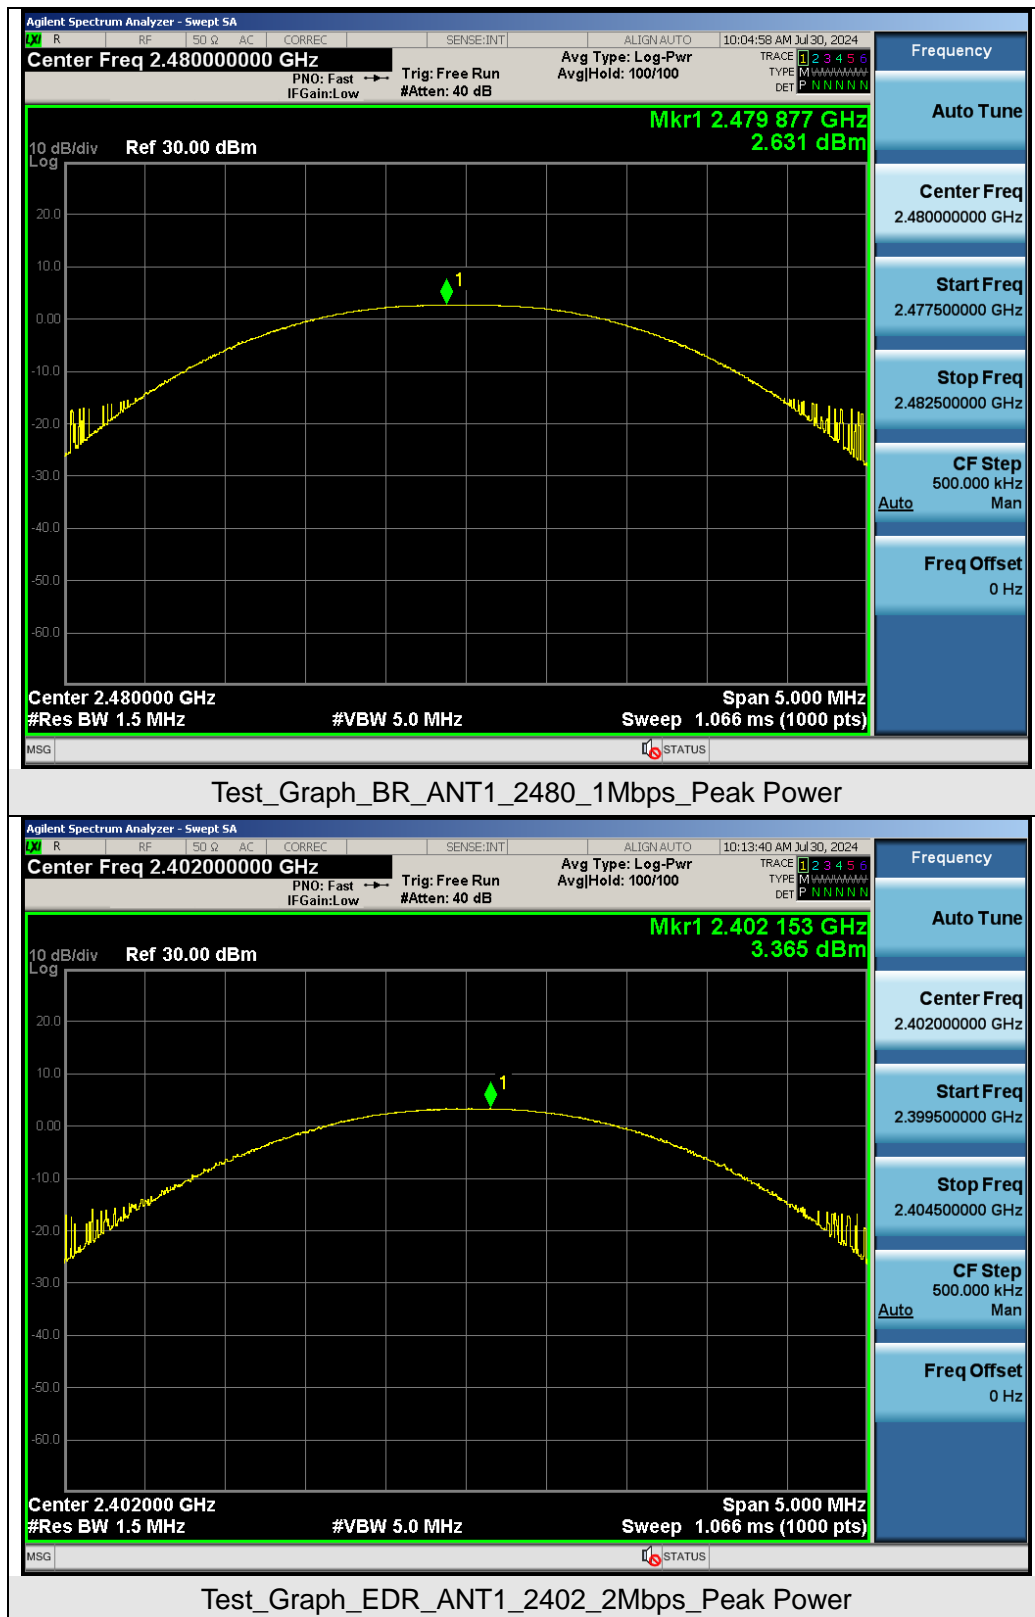 Agilent Spectrum Analyzer - Swept SA
LXI R RF 50 Ω AC CORREC SENSE:INT ALIGN AUTO 10:04:58 AM Jul 30, 2024
Center Freq 2.480000000 GHz
PNO: Fast
IFGain:Low
Trig: Free Run
#Atten: 40 dB
Avg Type: Log-Pwr
Avg|Hold: 100/100
TRACE 1 2 3 4 5 6
TYPE M
DET P N N N N N
Mkr1 2.479 877 GHz
2.631 dBm
10 dB/div Ref 30.00 dBm
Log
20.0
10.0
1
0.00
-10.0
-20.0
-30.0
-40.0
-50.0
-60.0
Center 2.480000 GHz Span 5.000 MHz
#Res BW 1.5 MHz #VBW 5.0 MHz Sweep 1.066 ms (1000 pts)
MSG STATUS
Frequency
Auto Tune
Center Freq
2.480000000 GHz
Start Freq
2.477500000 GHz
Stop Freq
2.482500000 GHz
CF Step
500.000 kHz
Auto Man
Freq Offset
0 Hz
Test_Graph_BR_ANT1_2480_1Mbps_Peak Power
Agilent Spectrum Analyzer - Swept SA
LXI R RF 50 Ω AC CORREC SENSE:INT ALIGN AUTO 10:13:40 AM Jul 30, 2024
Center Freq 2.402000000 GHz
PNO: Fast
IFGain:Low
Trig: Free Run
#Atten: 40 dB
Avg Type: Log-Pwr
Avg|Hold: 100/100
TRACE 1 2 3 4 5 6
TYPE M
DET P N N N N N
Mkr1 2.402 153 GHz
3.365 dBm
10 dB/div Ref 30.00 dBm
Log
20.0
10.0
1
0.00
-10.0
-20.0
-30.0
-40.0
-50.0
-60.0
Center 2.402000 GHz Span 5.000 MHz
#Res BW 1.5 MHz #VBW 5.0 MHz Sweep 1.066 ms (1000 pts)
MSG STATUS
Frequency
Auto Tune
Center Freq
2.402000000 GHz
Start Freq
2.399500000 GHz
Stop Freq
2.404500000 GHz
CF Step
500.000 kHz
Auto Man
Freq Offset
0 Hz
Test_Graph_EDR_ANT1_2402_2Mbps_Peak Power